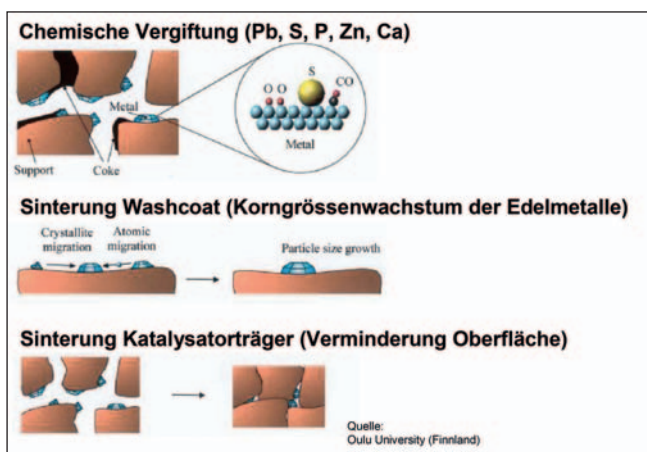 Chemische Vergiftung (Pb, S, P, Zn, Ca)
S
CO
O O
Metal
Metal
Support
Coke
Sinterung Washcoat (Korngrössenwachstum der Edelmetalle)
Crystallite migration
Atomic migration
Particle size growth
Sinterung Katalysatorträger (Verminderung Oberfläche)
Quelle:
Oulu University (Finnland)